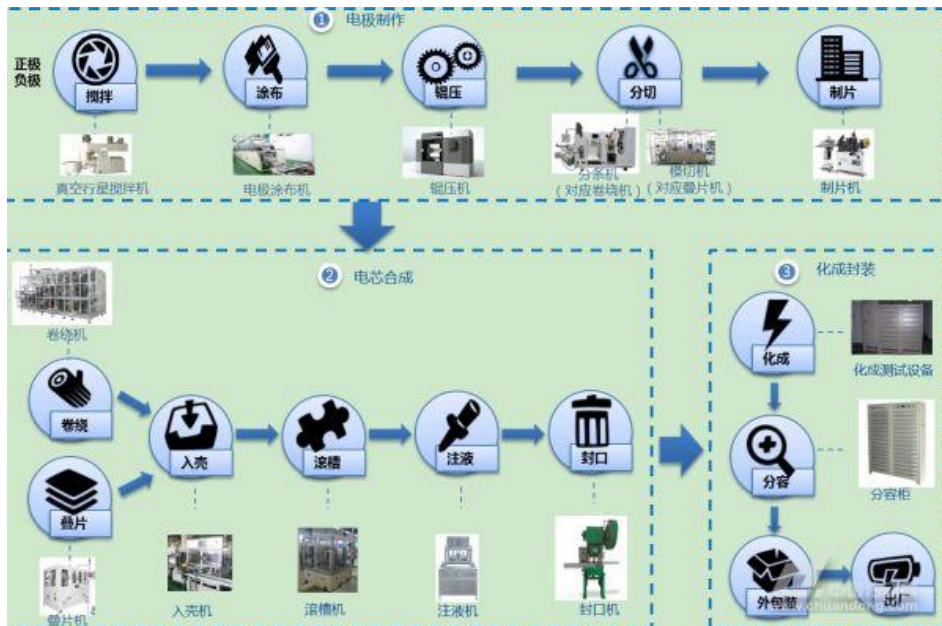 1 电极制作
正极
负极
搅拌
涂布
辊压
分切
制片
真空行星搅拌机
电极涂布机
辊压机
分条机
(对应卷绕机)
模切机
(对应叠片机)
制片机
2 电芯合成
卷绕机
卷绕
叠片
叠片机
入壳
滚槽
注液
封口
入壳机
滚槽机
注液机
封口机
3 化成封装
化成
化成测试设备
分容
分容柜
外包装
出厂
www.chuandong.com